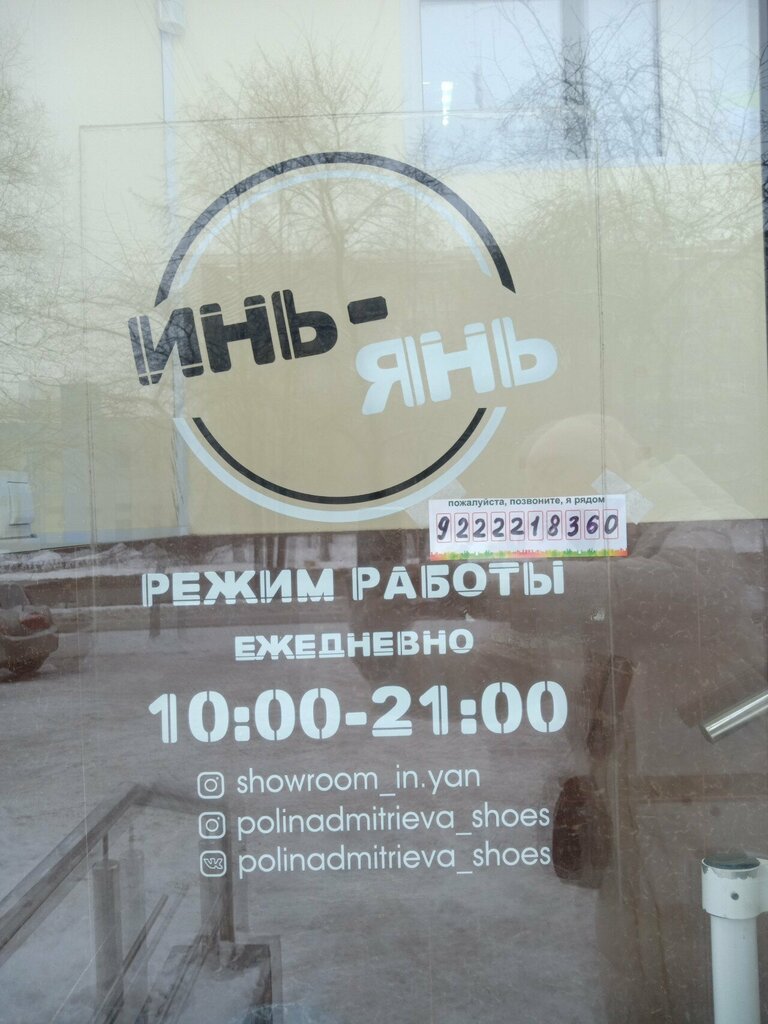 ИНЬ-
ЯНЬ
пожалуйста, позвоните, я рядом
9222218360
РЕЖИМ РАБОТЫ
ЕЖЕДНЕВНО
10:00-21:00
showroom_in.yan
polinadmitrieva_shoes
polinadmitrieva_shoes